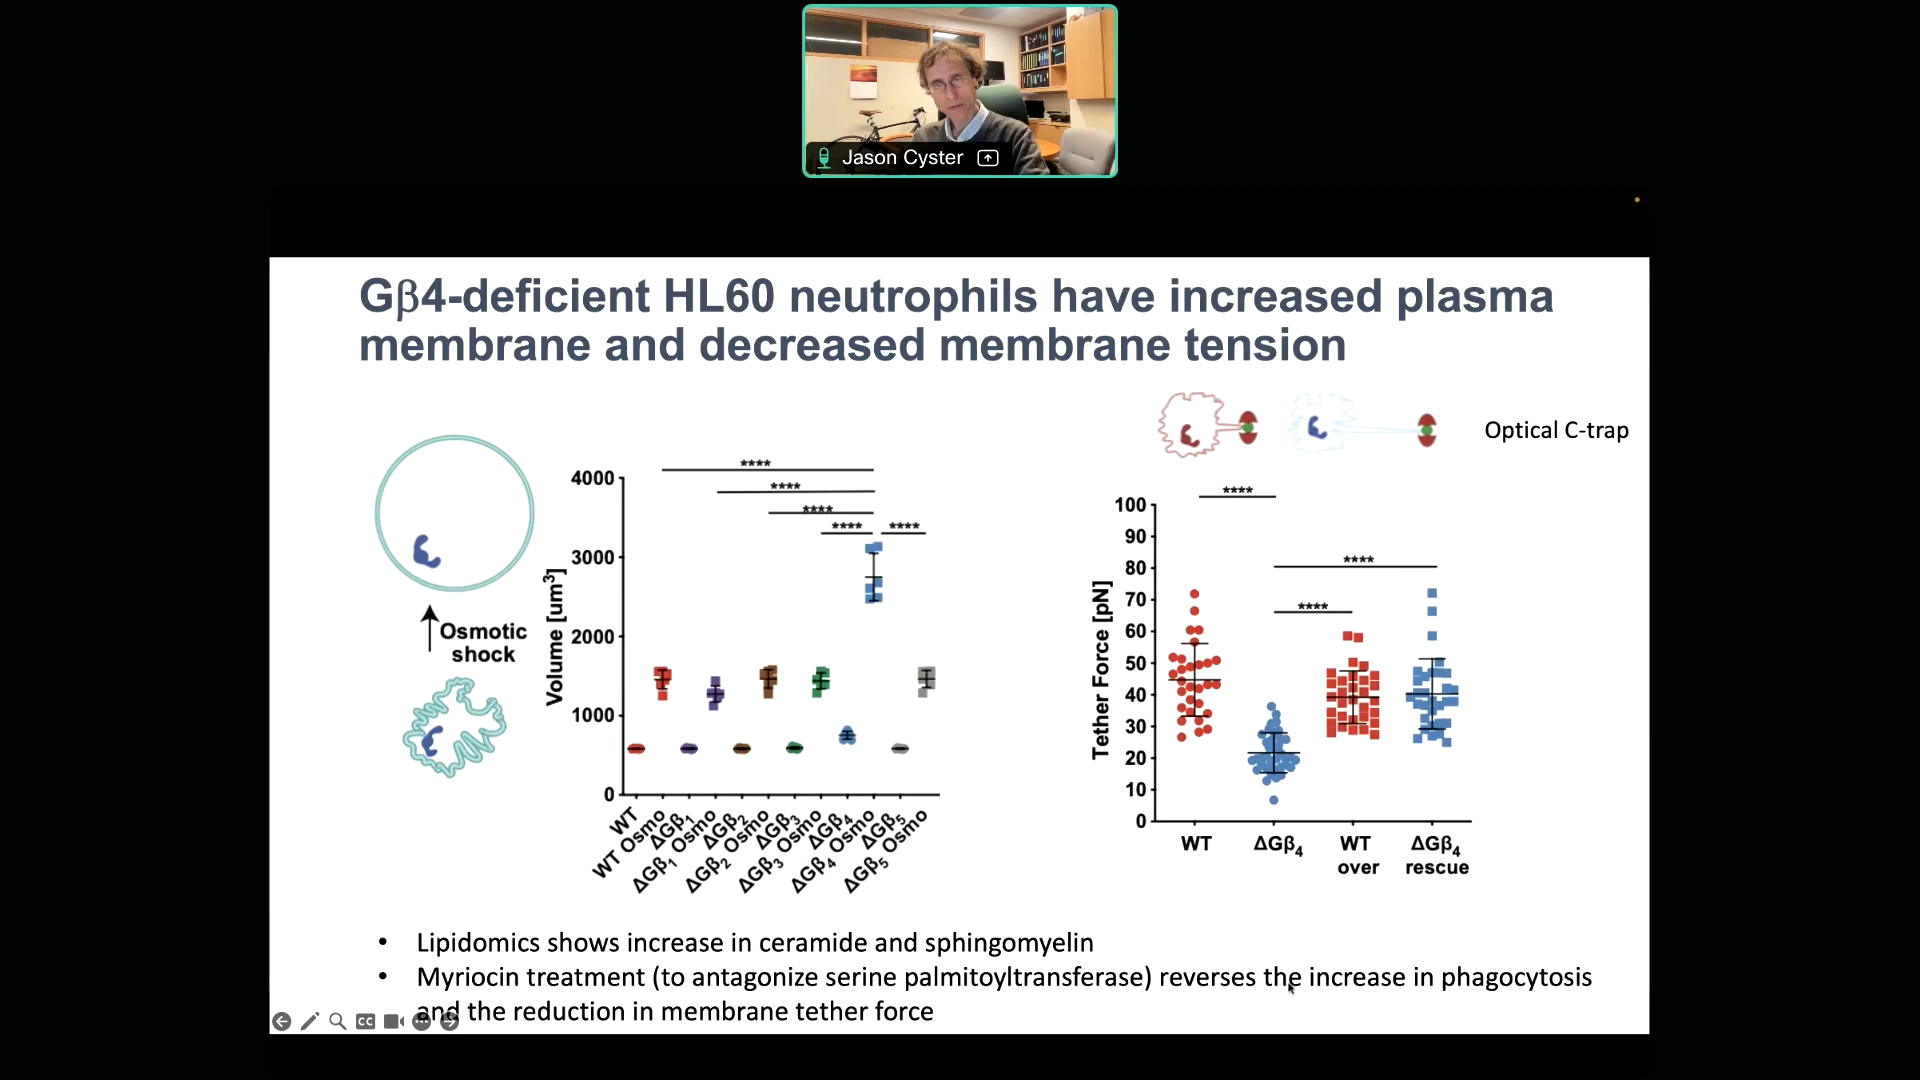 Jason Cyster
Gβ4-deficient HL60 neutrophils have increased plasma
membrane and decreased membrane tension
Osmotic
shock
Volume [um³]
4000
3000
2000
1000
0
****
****
****
****
****
WT
WT Osmo
ΔGβ₁
ΔGβ₁ Osmo
ΔGβ₂
ΔGβ₂ Osmo
ΔGβ₃
ΔGβ₃ Osmo
ΔGβ₄
ΔGβ₄ Osmo
ΔGβ₅
ΔGβ₅ Osmo
Optical C-trap
Tether Force [pN]
100
90
80
70
60
50
40
30
20
10
0
****
****
****
WT
ΔGβ₄
WT
over
ΔGβ₄
rescue
• Lipidomics shows increase in ceramide and sphingomyelin
• Myriocin treatment (to antagonize serine palmitoyltransferase) reverses the increase in phagocytosis
and the reduction in membrane tether force
CC